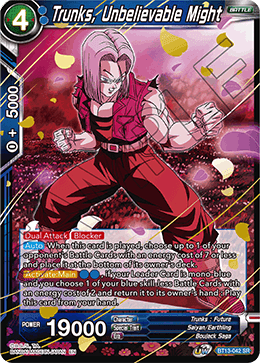 4
Trunks, Unbelievable Might
BATTLE
0 + 5000
Dual Attack Blocker
Auto When this card is played, choose up to 1 of your
opponent's Battle Cards with an energy cost of 7 or less
and place it at the bottom of its owner's deck.
Activate:Main If your Leader Card is mono-blue
and you choose 1 of your blue skill-less Battle Cards with
an energy cost of 2 and return it to its owner's hand : Play
this card from your hand.
BANDAI MADE IN JAPAN EN
POWER 19000
Character Trunks : Future
Special Trait Saiyan/Earthling
Era Boujack Saga
BT13-042 SR